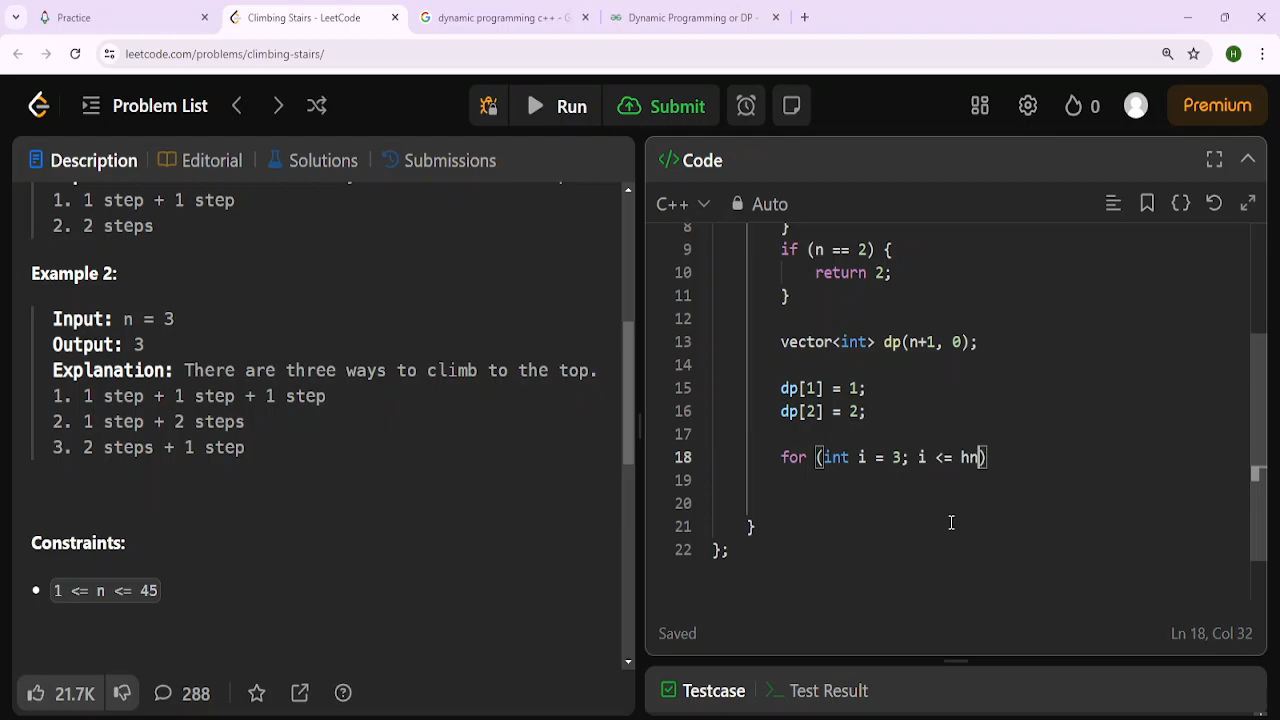 Practice
Climbing Stairs - LeetCode
dynamic programming c++ - G
Dynamic Programming or DP -
leetcode.com/problems/climbing-stairs/
H
Problem List
Run
Submit
0
Premium
Description
Editorial
Solutions
Submissions
1. 1 step + 1 step
2. 2 steps
Example 2:
Input: n = 3
Output: 3
Explanation: There are three ways to climb to the top.
1. 1 step + 1 step + 1 step
2. 1 step + 2 steps
3. 2 steps + 1 step
Constraints:
1 <= n <= 45
21.7K
288
</> Code
C++
Auto
8 }
9 if (n == 2) {
10 return 2;
11 }
12
13 vector<int> dp(n+1, 0);
14
15 dp[1] = 1;
16 dp[2] = 2;
17
18 for (int i = 3; i <= hn)
19
20
21 }
22 };
Saved
Ln 18, Col 32
Testcase
Test Result